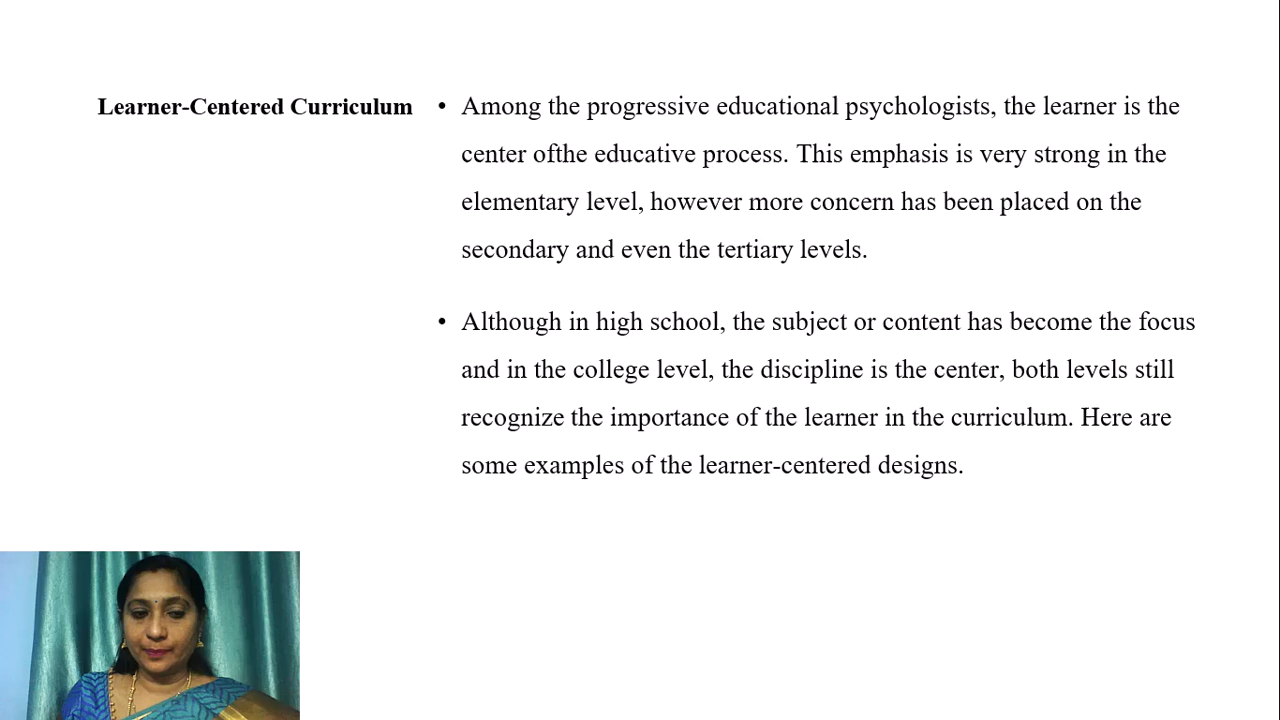 Learner-Centered Curriculum
• Among the progressive educational psychologists, the learner is the
center ofthe educative process. This emphasis is very strong in the
elementary level, however more concern has been placed on the
secondary and even the tertiary levels.
• Although in high school, the subject or content has become the focus
and in the college level, the discipline is the center, both levels still
recognize the importance of the learner in the curriculum. Here are
some examples of the learner-centered designs.